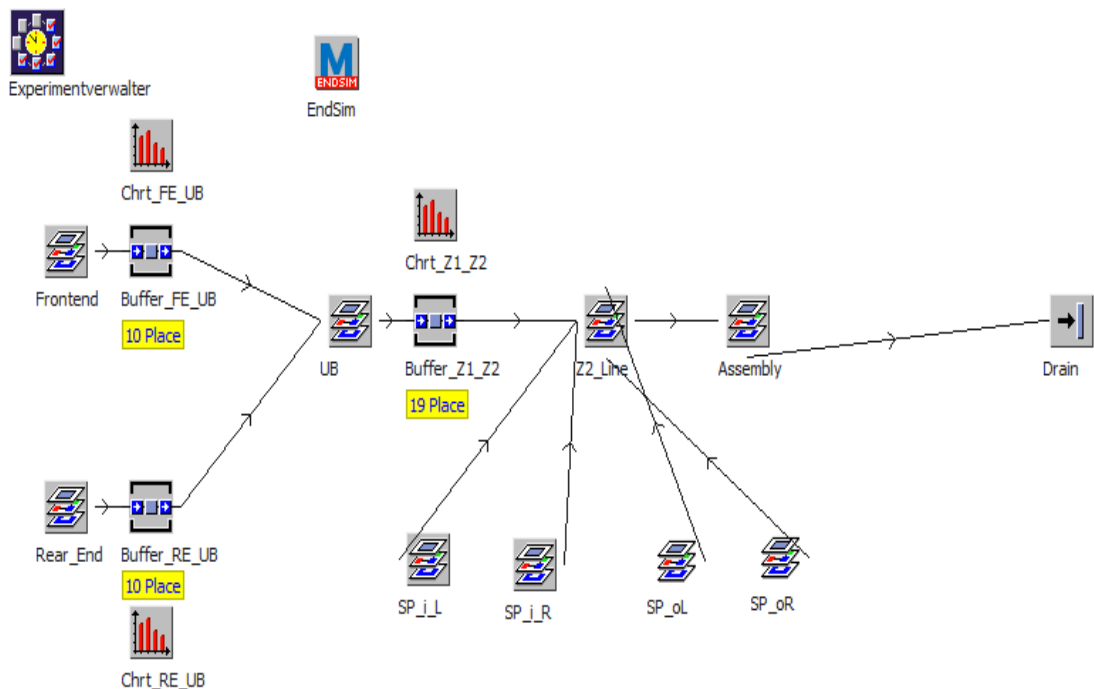 Experimentverwalter
M
ENDSIM
EndSim
Chrt_FE_UB
Chrt_Z1_Z2
Frontend
Buffer_FE_UB
10 Place
UB
Buffer_Z1_Z2
19 Place
Z2_Line
Assembly
Drain
Rear_End
Buffer_RE_UB
10 Place
SP_i_L
SP_i_R
SP_oL
SP_oR
Chrt_RE_UB